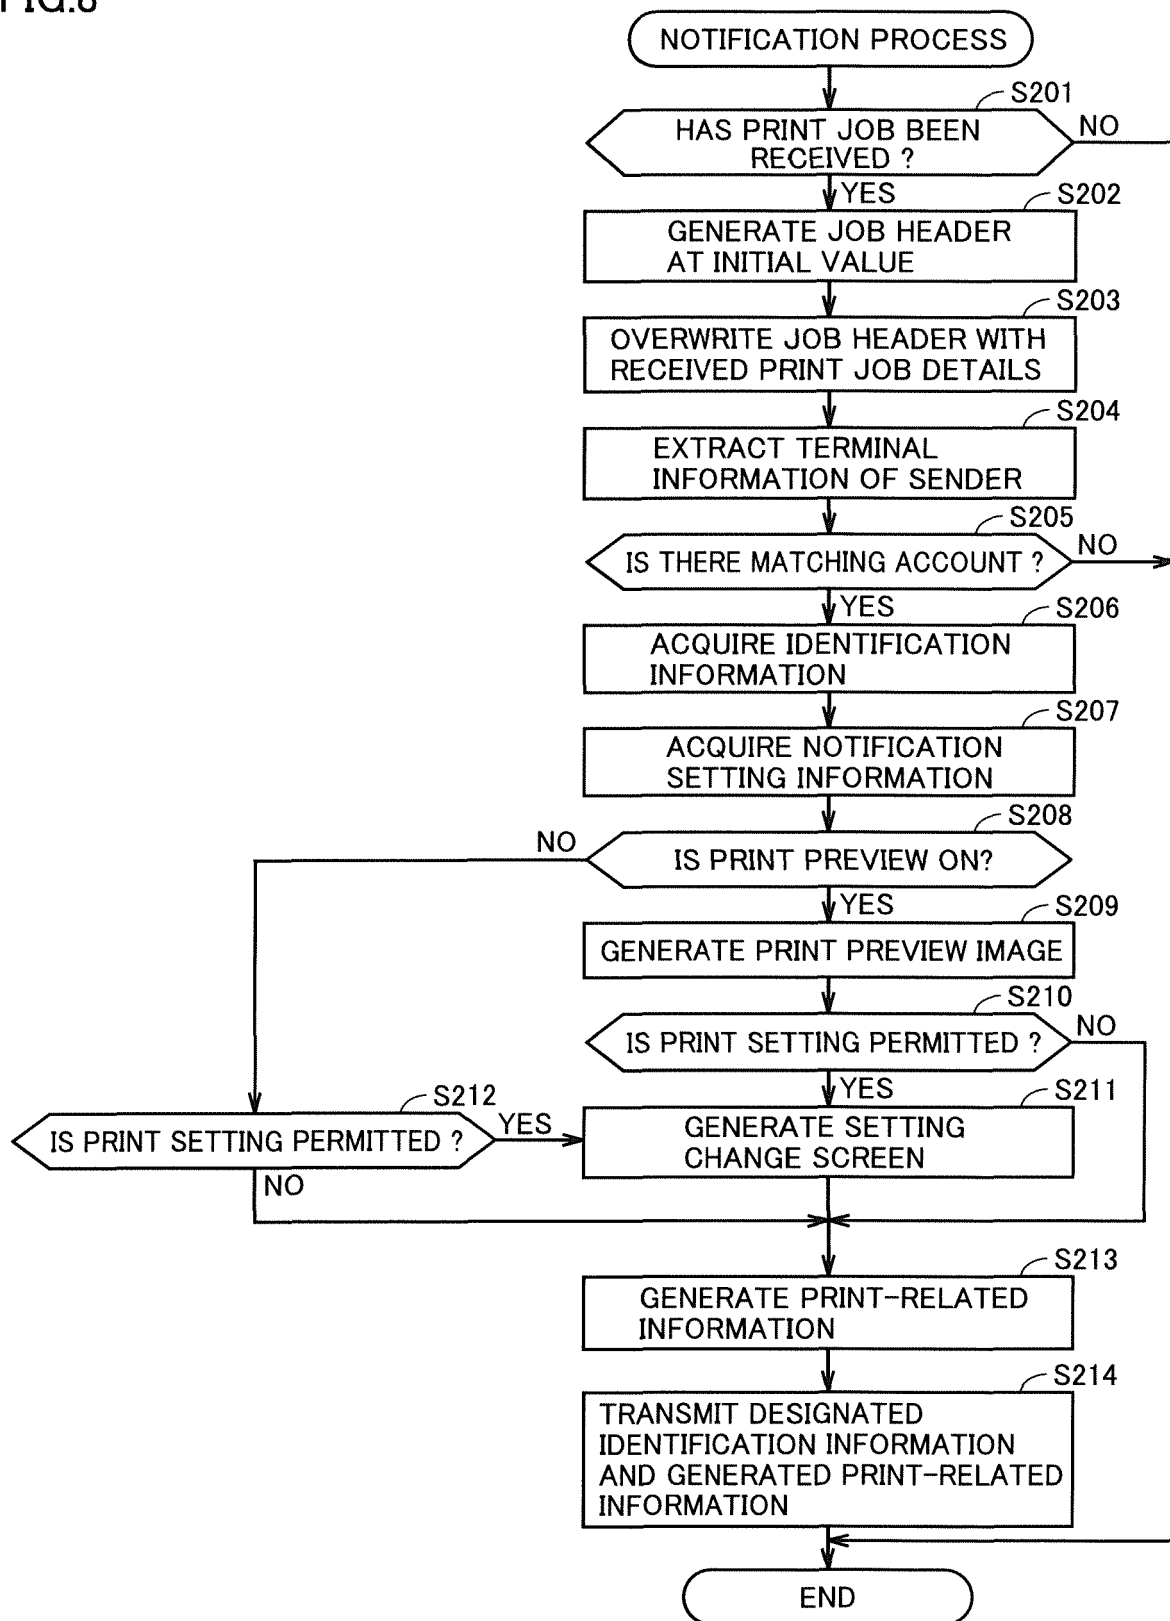 FIG.8
NOTIFICATION PROCESS
S201
HAS PRINT JOB BEEN
RECEIVED ?
NO
YES
S202
GENERATE JOB HEADER
AT INITIAL VALUE
S203
OVERWRITE JOB HEADER WITH
RECEIVED PRINT JOB DETAILS
S204
EXTRACT TERMINAL
INFORMATION OF SENDER
S205
IS THERE MATCHING ACCOUNT ?
NO
YES
S206
ACQUIRE IDENTIFICATION
INFORMATION
S207
ACQUIRE NOTIFICATION
SETTING INFORMATION
S208
NO
IS PRINT PREVIEW ON?
YES
S209
GENERATE PRINT PREVIEW IMAGE
S210
IS PRINT SETTING PERMITTED ?
NO
YES
S211
S212
IS PRINT SETTING PERMITTED ?
YES
GENERATE SETTING
CHANGE SCREEN
NO
S213
GENERATE PRINT-RELATED
INFORMATION
S214
TRANSMIT DESIGNATED
IDENTIFICATION INFORMATION
AND GENERATED PRINT-RELATED
INFORMATION
END